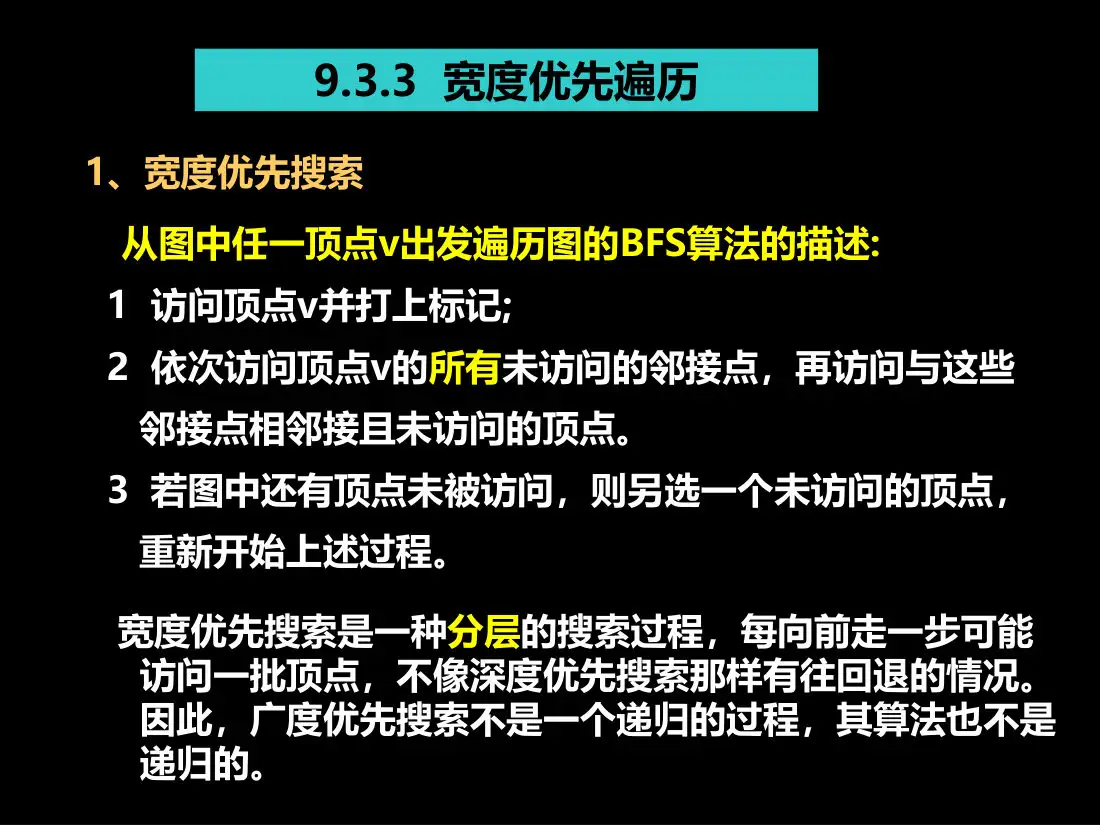 9.3.3 宽度优先遍历
1、宽度优先搜索
从图中任一顶点v出发遍历图的BFS算法的描述:
1 访问顶点v并打上标记;
2 依次访问顶点v的所有未访问的邻接点，再访问与这些
邻接点相邻接且未访问的顶点。
3 若图中还有顶点未被访问，则另选一个未访问的顶点，
重新开始上述过程。
宽度优先搜索是一种分层的搜索过程，每向前走一步可能
访问一批顶点，不像深度优先搜索那样有往回退的情况。
因此，广度优先搜索不是一个递归的过程，其算法也不是
递归的。